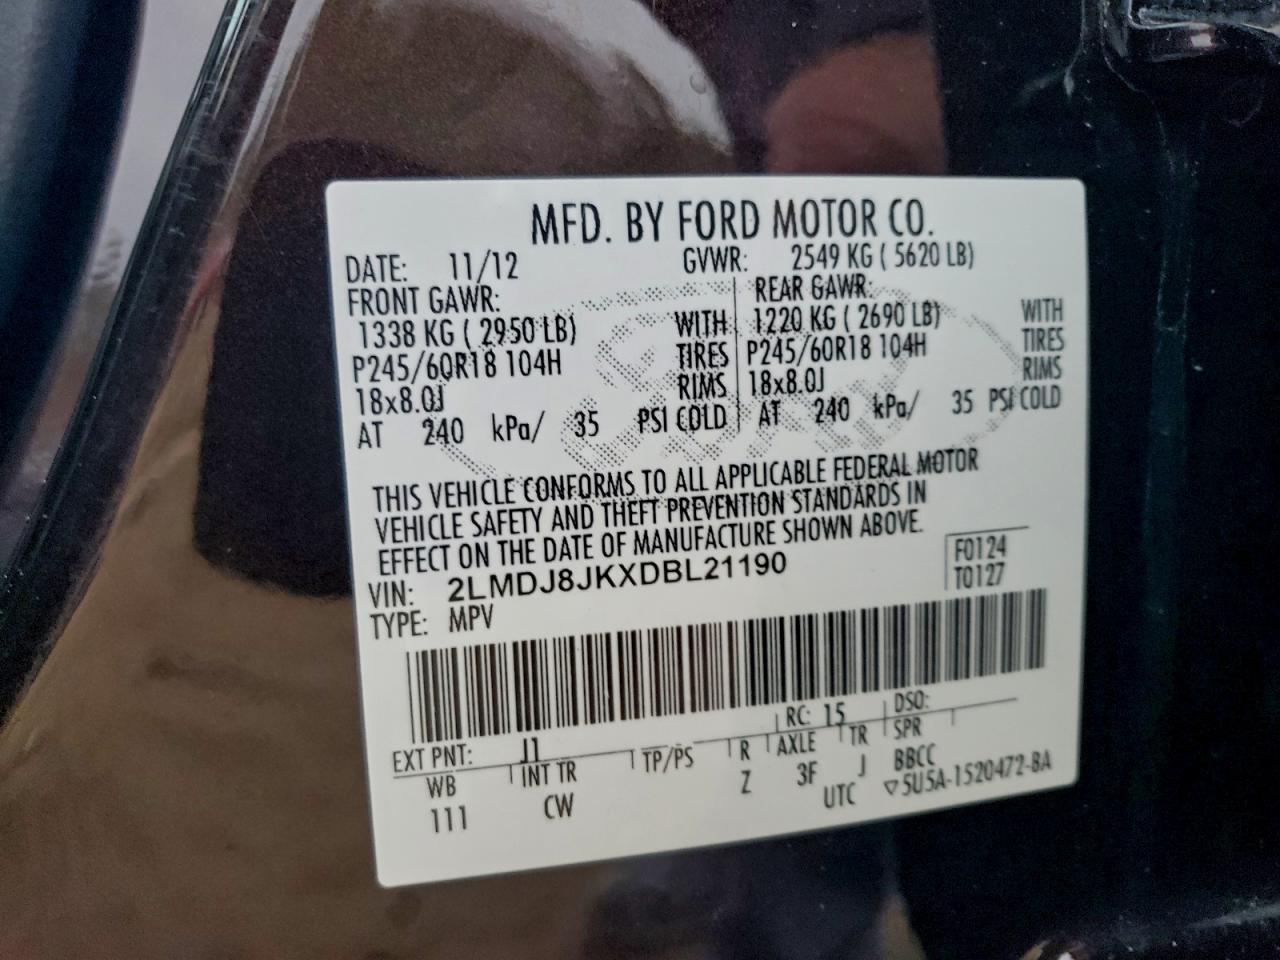 MFD. BY FORD MOTOR CO.
DATE: 11/12 GVWR: 2549 KG ( 5620 LB)
FRONT GAWR: REAR GAWR:
1338 KG ( 2950 LB) WITH 1220 KG ( 2690 LB) WITH
P245/60R18 104H TIRES P245/60R18 104H TIRES
18x8.0J RIMS 18x8.0J RIMS
AT 240 kPa/ 35 PSI COLD AT 240 kPa/ 35 PSI COLD
THIS VEHICLE CONFORMS TO ALL APPLICABLE FEDERAL MOTOR
VEHICLE SAFETY AND THEFT PREVENTION STANDARDS IN
EFFECT ON THE DATE OF MANUFACTURE SHOWN ABOVE.
VIN: 2LMDJ8JKXDBL21190 F0124
TYPE: MPV T0127
EXT PNT: J1 RC: 15 DSO:
WB INT TR TP/PS R AXLE TR SPR
111 CW Z 3F J BBCC
UTC ▽5U5A-1520472-BA